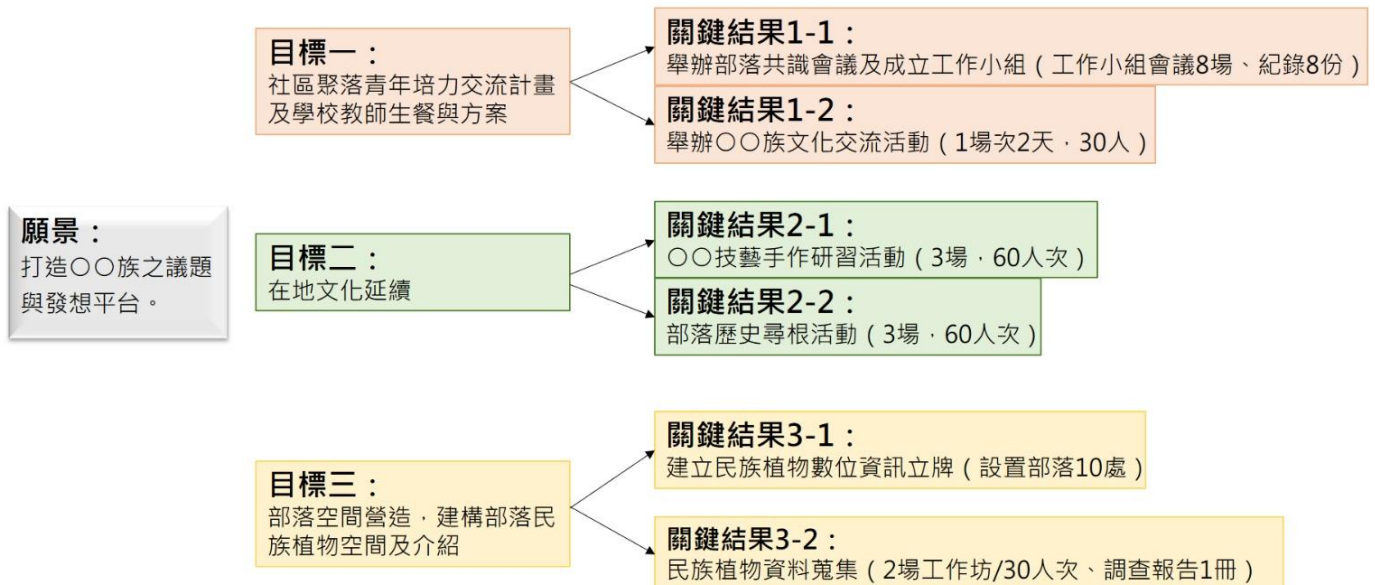 願景：
打造○○族之議題
與發想平台。
目標一：
社區聚落青年培力交流計畫
及學校教師生餐與方案
關鍵結果1-1：
舉辦部落共識會議及成立工作小組（工作小組會議8場、紀錄8份）
關鍵結果1-2：
舉辦○○族文化交流活動（1場次2天，30人）
目標二：
在地文化延續
關鍵結果2-1：
○○技藝手作研習活動（3場，60人次）
關鍵結果2-2：
部落歷史尋根活動（3場，60人次）
目標三：
部落空間營造，建構部落民
族植物空間及介紹
關鍵結果3-1：
建立民族植物數位資訊立牌（設置部落10處）
關鍵結果3-2：
民族植物資料蒐集（2場工作坊/30人次、調查報告1冊）